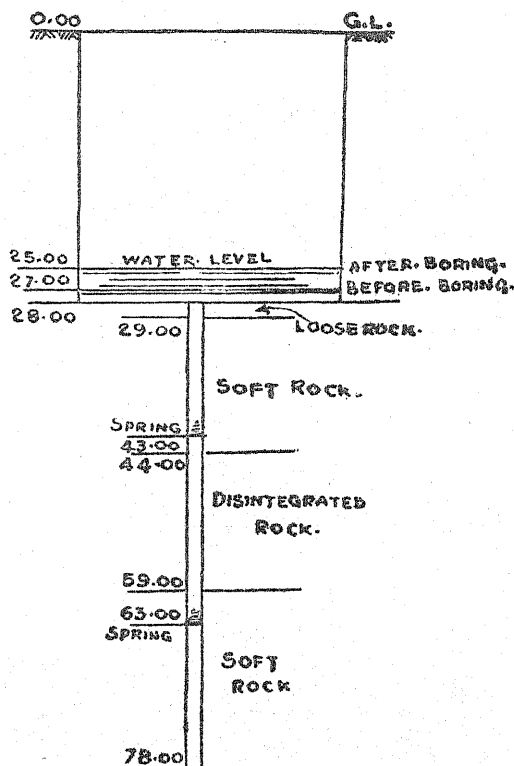 0.00 G.L.
25.00 WATER. LEVEL AFTER. BORING.
27.00 BEFORE. BORING.
28.00
29.00 LOOSE ROCK.
SOFT ROCK.
SPRING
43.00
44.00
DISINTEGRATED
ROCK.
59.00
63.00
SPRING
SOFT
ROCK
78.00